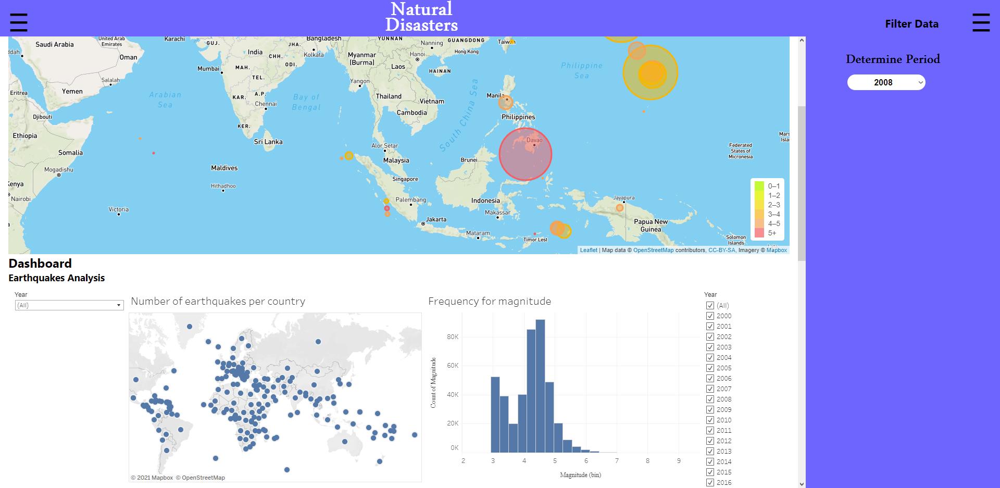 Natural
Disasters
Filter Data
Determine Period
2008
Saudi Arabia
United Arab
Emirates
Karachi
GUJ.
JHA.
Bangladesh
YUNNAN
Nanning
GUANGDONG
Taiwan
Oman
India
CHH.
Kolkata
Myanmar
(Burma)
Hanoi
Hong Kong
Mumbai
MAH.
ODI.
Laos
HAINAN
Philippine
Sea
TEL.
Salalah
Yangon
Eritrea
Yemen
Arabian
Sea
KAR.
A.P.
Chennai
Bay of
Bengal
Thailand
Vietnam
Manila
South China Sea
Djibouti
Cambodia
Philippines
KER.
Ethiopia
Sri Lanka
Alor Setar
Davao
Federated
States of
Micronesia
Somalia
Malaysia
Brunei
Mogadishu
Maldives
Singapore
Hithadhoo
Nairobi
Palembang
Indonesia
Jayapura
Victoria
Makassar
Jakarta
Papua New
Guinea
Mataram
Timor Lest
Solomon
Islands
0–1
1–2
2–3
3–4
4–5
5+
Leaflet | Map data © OpenStreetMap contributors, CC-BY-SA, Imagery © Mapbox
Dashboard
Earthquakes Analysis
Year
(All)
Number of earthquakes per country
© 2021 Mapbox © OpenStreetMap
Frequency for magnitude
Count of Magnitude
80K
60K
40K
20K
0K
2 3 4 5 6 7 8 9
Magnitude (bin)
Year
(All)
2000
2001
2002
2003
2004
2005
2006
2007
2008
2009
2010
2011
2012
2013
2014
2015
2016